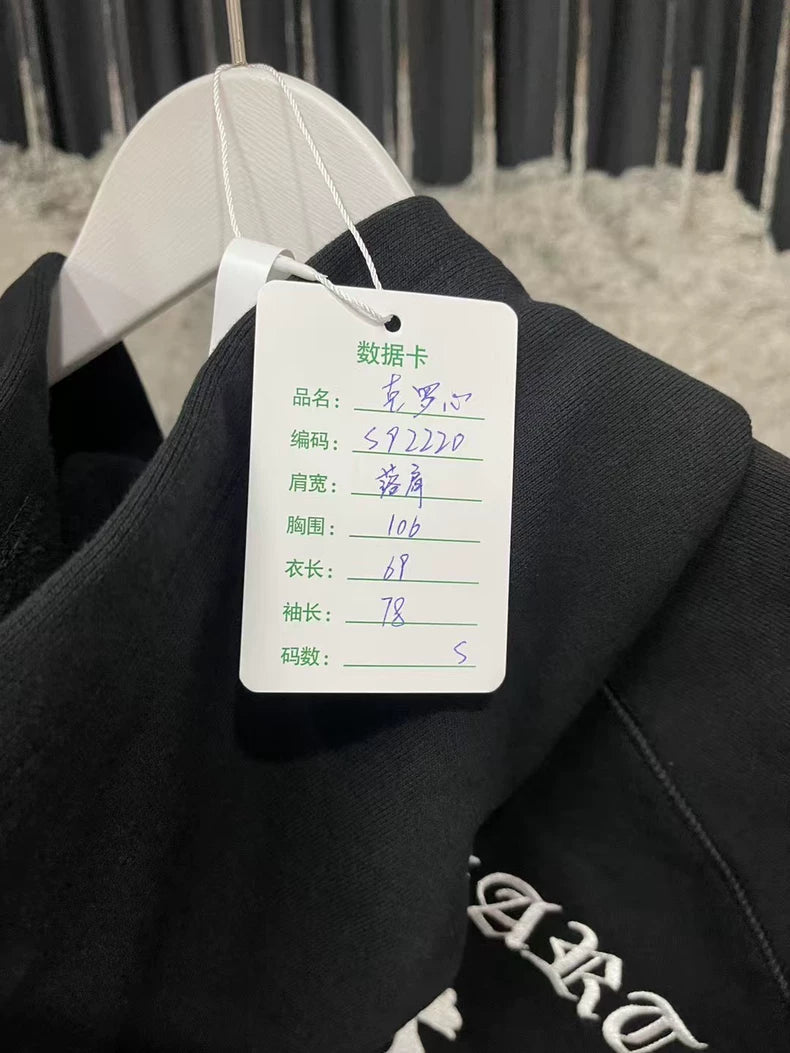 数据卡
品名：克罗心
编码：S92220
肩宽：落肩
胸围：106
衣长：69
袖长：78
码数：S
ART